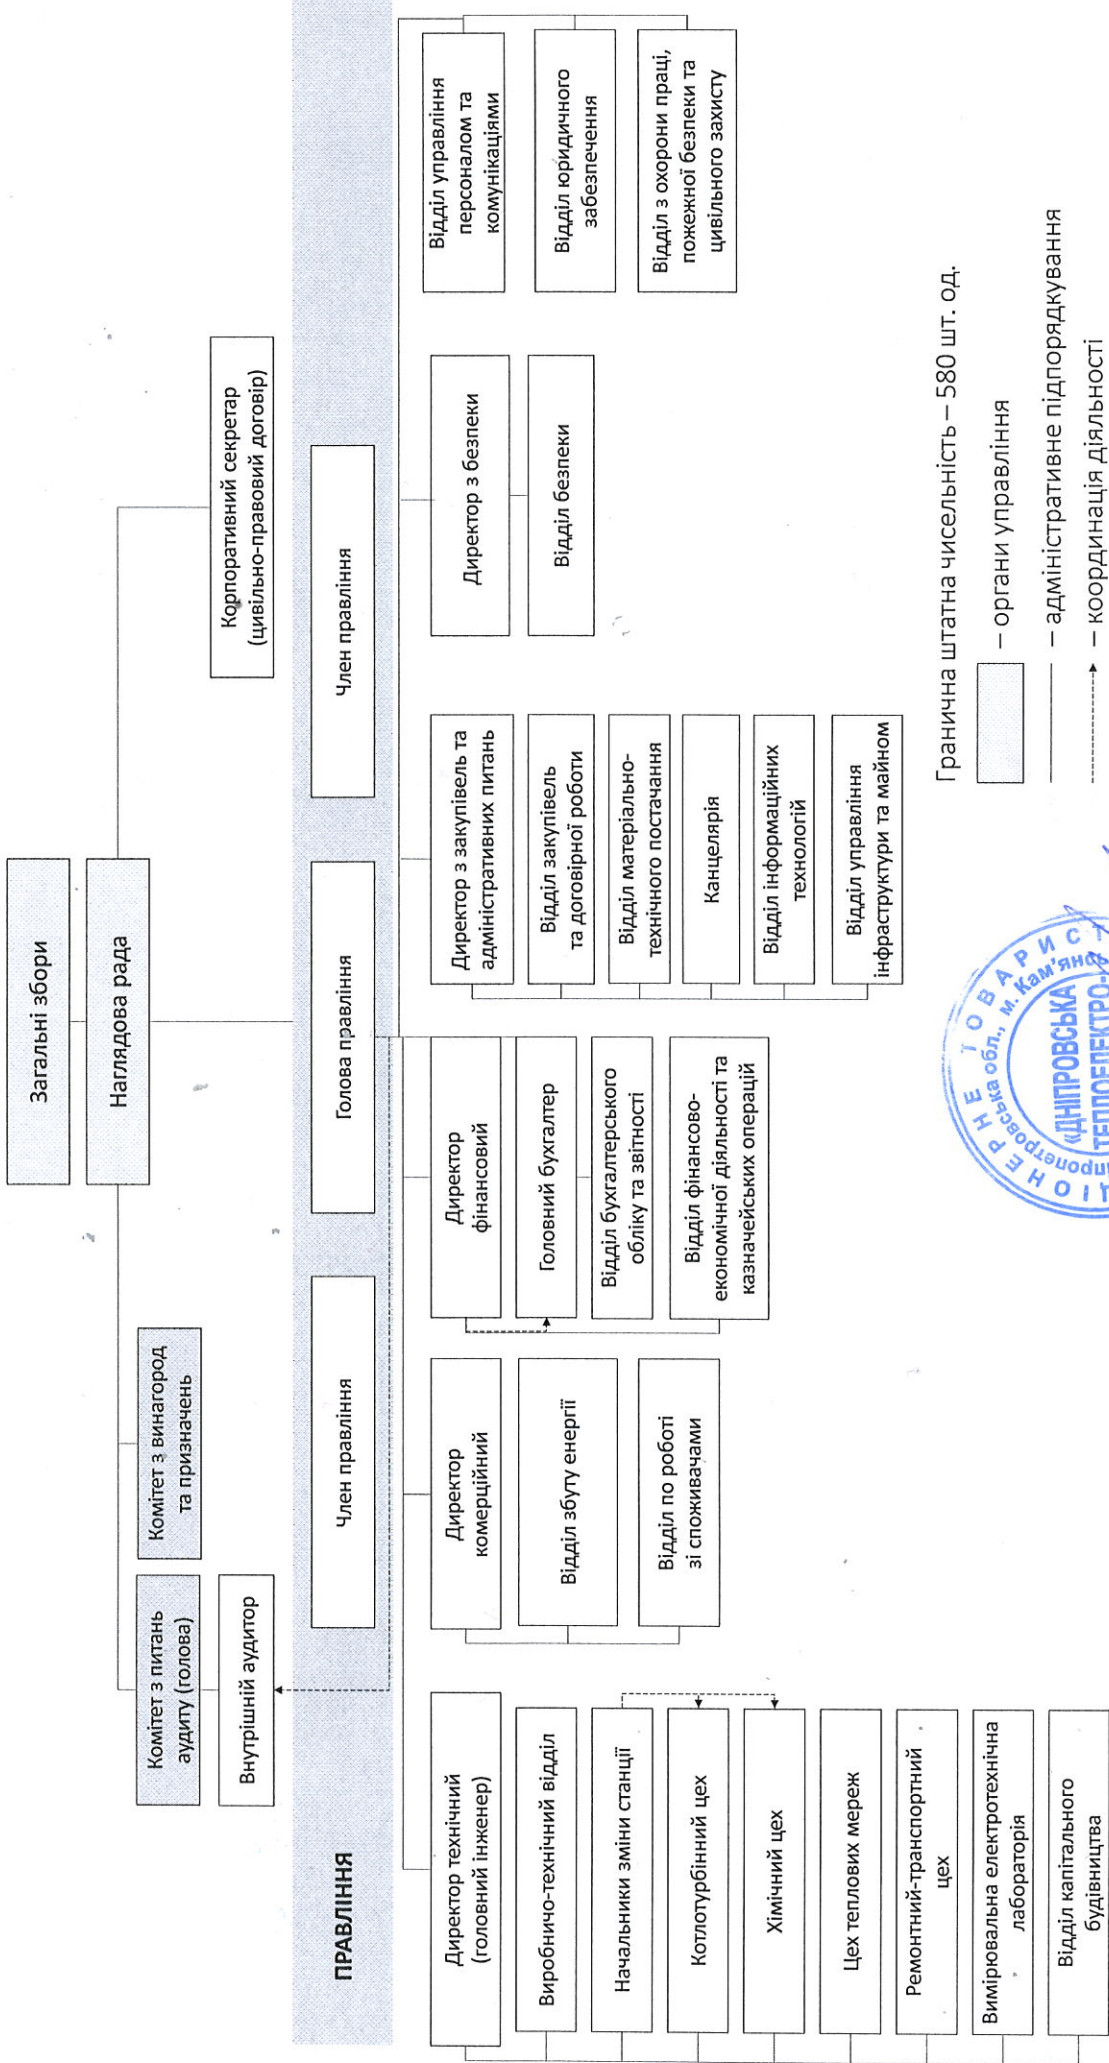 Загальні збори
Наглядова рада
Комітет з питань
аудиту (голова)
Комітет з винагород
та призначень
Внутрішній аудитор
Корпоративний секретар
(цивільно-правовий договір)
ПРАВЛІННЯ
Член правління
Голова правління
Член правління
Директор технічний
(головний інженер)
Виробничо-технічний відділ
Начальники зміни станції
Котлотурбінний цех
Хімічний цех
Цех теплових мереж
Ремонтний-транспортний
цех
Вимірювальна електротехнічна
лабораторія
Відділ капітального
будівництва
Директор
комерційний
Відділ збуту енергії
Відділ по роботі
зі споживачами
Директор
фінансовий
Головний бухгалтер
Відділ бухгалтерського
обліку та звітності
Відділ фінансово-
економічної діяльності та
казначейських операцій
Директор з закупівель та
адміністративних питань
Відділ закупівель
та договірної роботи
Відділ матеріально-
технічного постачання
Канцелярія
Відділ інформаційних
технологій
Відділ управління
інфраструктури та майном
Директор з безпеки
Відділ безпеки
Відділ управління
персоналом та
комунікаціями
Відділ юридичного
забезпечення
Відділ з охорони праці,
пожежної безпеки та
цивільного захисту
Гранична штатна чисельність – 580 шт. од.
– органи управління
– адміністративне підпорядкування
– координація діяльності
«ДНІПРОВСЬКА